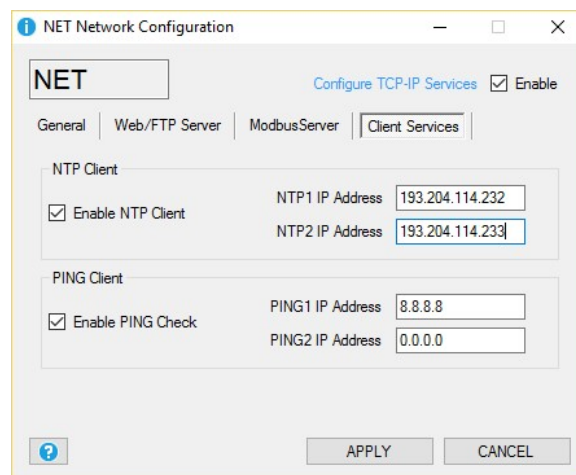 NET Network Configuration
NET
Configure TCP-IP Services Enable
General Web/FTP Server ModbusServer Client Services
NTP Client
Enable NTP Client
NTP1 IP Address 193.204.114.232
NTP2 IP Address 193.204.114.233
PING Client
Enable PING Check
PING1 IP Address 8.8.8.8
PING2 IP Address 0.0.0.0
? APPLY CANCEL